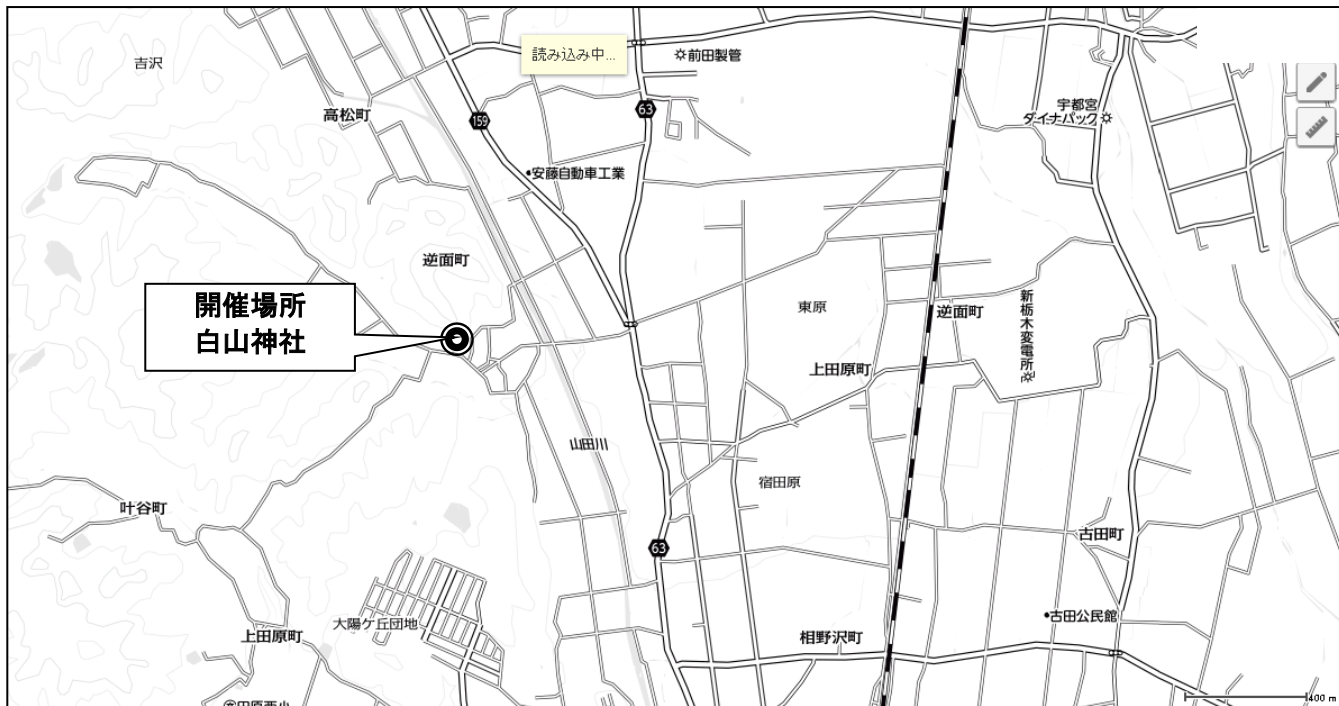 吉沢
読み込み中...
前田製管
高松町
159
63
宇都宮
ダイナパック
安藤自動車工業
逆面町
開催場所
白山神社
東原
逆面町
新栃木変電所
上田原町
山田川
宿田原
叶谷町
63
古田町
大陽ケ丘団地
古田公民館
上田原町
相野沢町
400 m